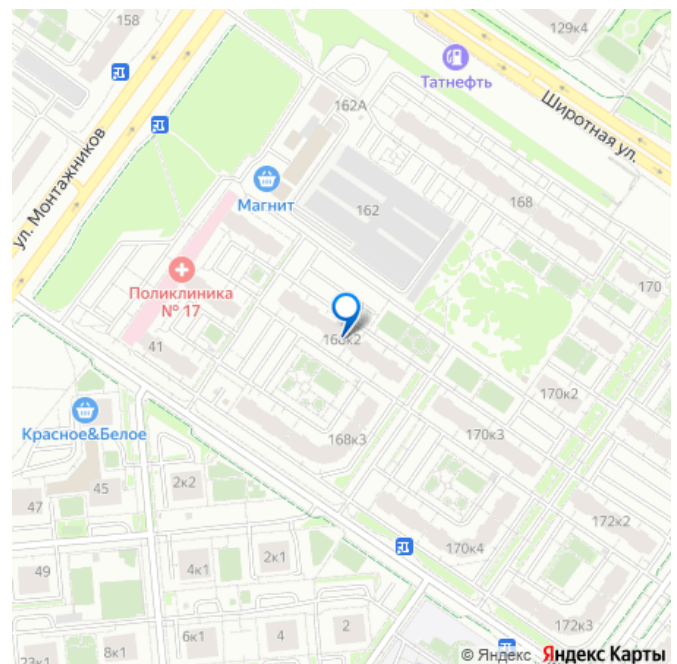 158
129к4
Татнефть
162А
Широтная ул.
ул. Монтажников
Магнит
162
168
170
Поликлиника
№ 17
41
168к2
170к2
Красное&Белое
168к3
170к3
47
45
2к2
172к2
170к4
49
4к1
2к1
6к1
4
2
172к3
23к1
8к1
© Яндекс Яндекс Карты